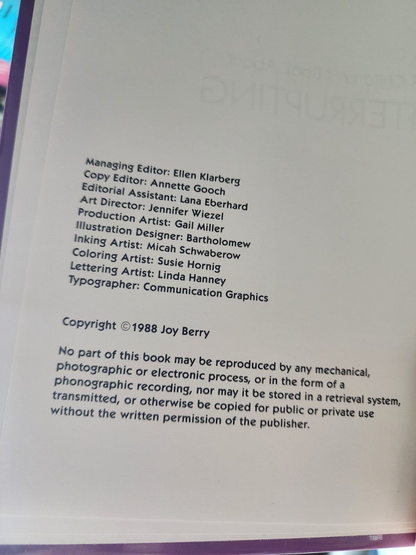 Managing Editor: Ellen Klarberg
Copy Editor: Annette Gooch
Editorial Assistant: Lana Eberhard
Art Director: Jennifer Wiezel
Production Artist: Gail Miller
Illustration Designer: Bartholomew
Inking Artist: Micah Schwaberow
Coloring Artist: Susie Hornig
Lettering Artist: Linda Hanney
Typographer: Communication Graphics
Copyright ©1988 Joy Berry
No part of this book may be reproduced by any mechanical,
photographic or electronic process, or in the form of a
phonographic recording, nor may it be stored in a retrieval system,
transmitted, or otherwise be copied for public or private use
without the written permission of the publisher.